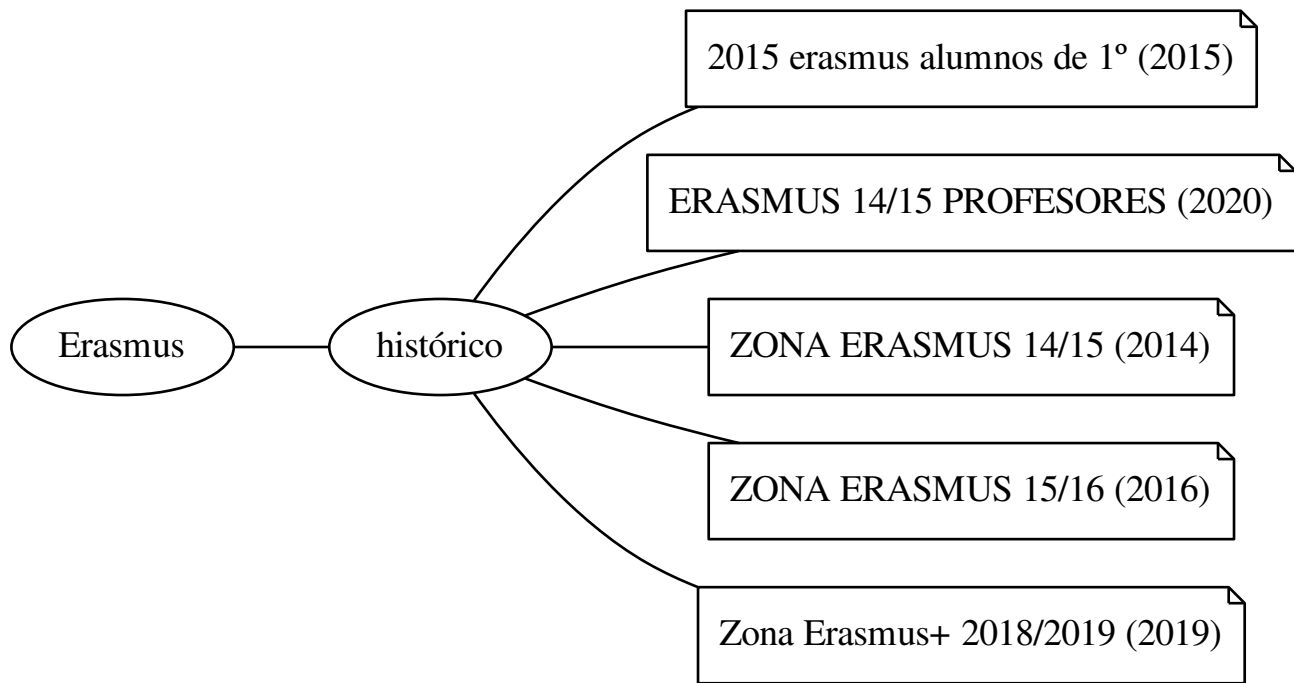 2015 erasmus alumnos de 1º (2015)
ERASMUS 14/15 PROFESORES (2020)
Erasmus
histórico
ZONA ERASMUS 14/15 (2014)
ZONA ERASMUS 15/16 (2016)
Zona Erasmus+ 2018/2019 (2019)